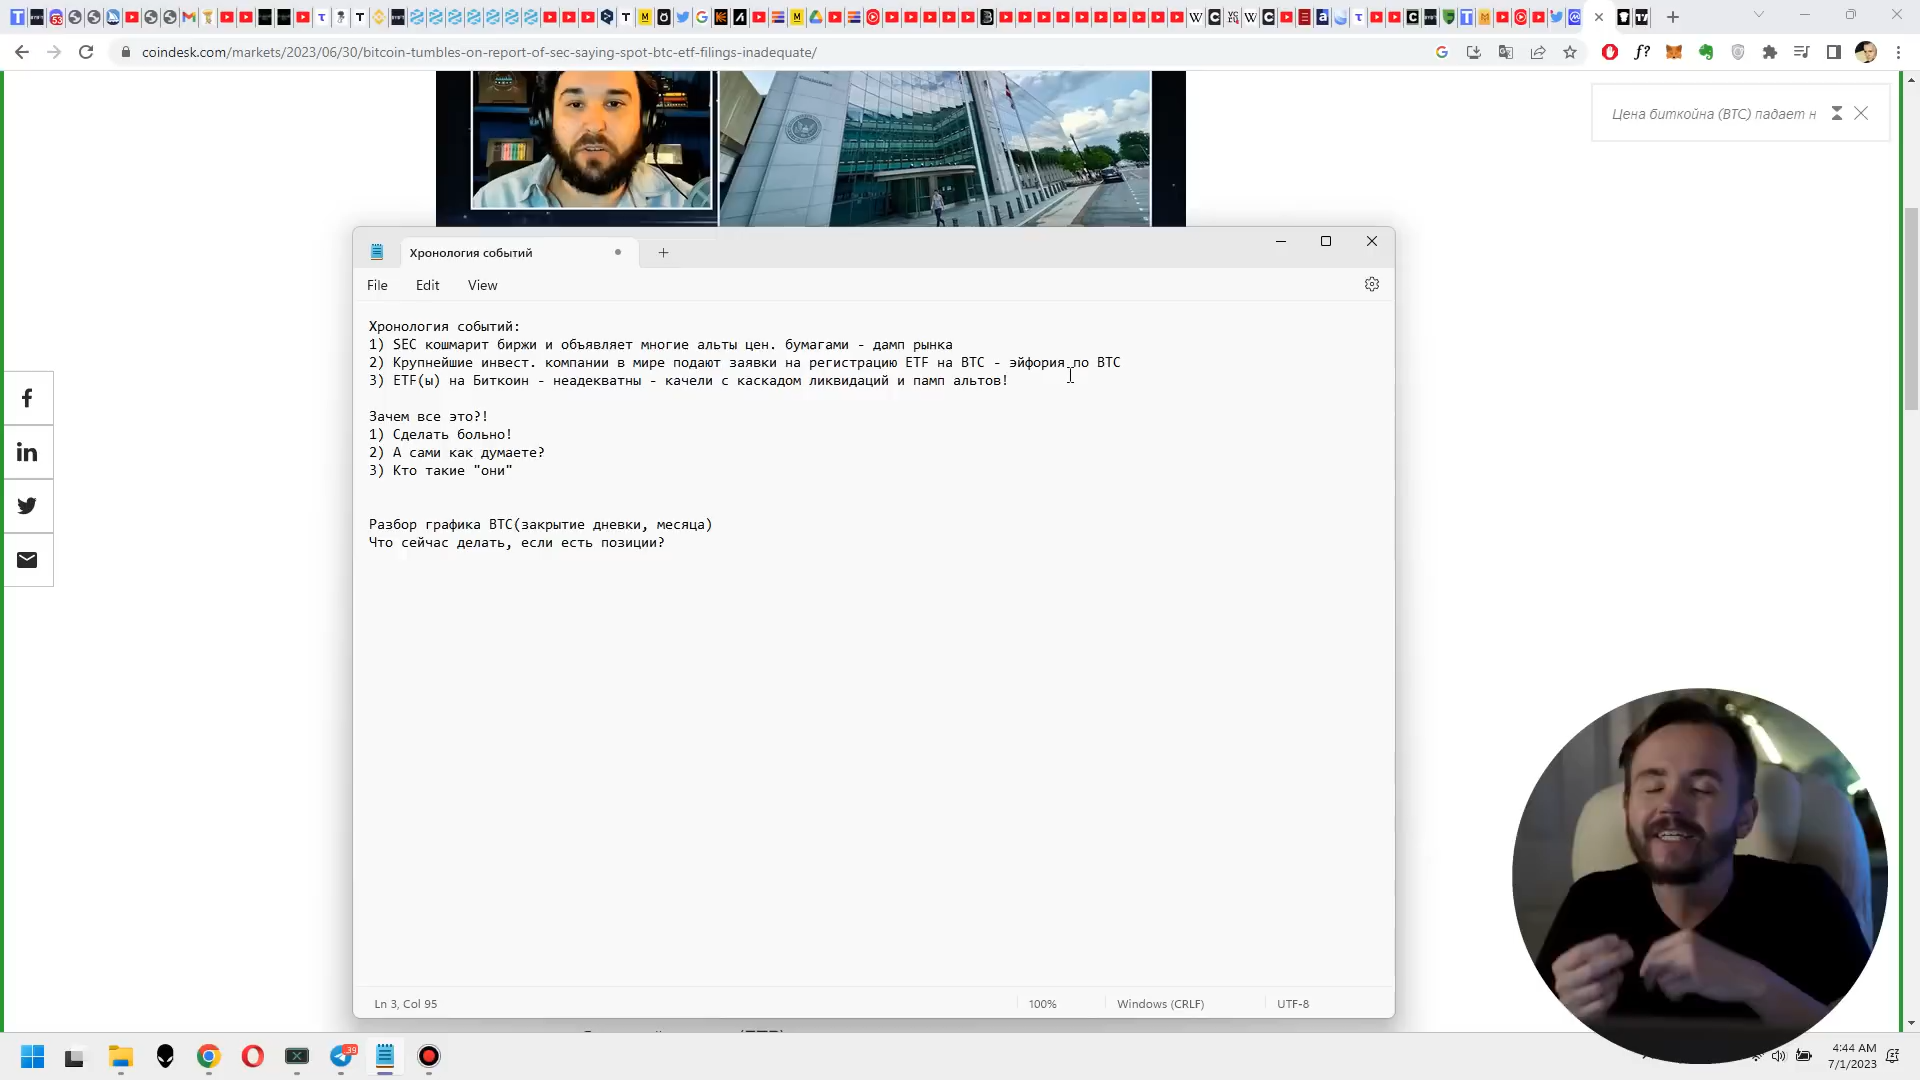 coindesk.com/markets/2023/06/30/bitcoin-tumbles-on-report-of-sec-saying-spot-btc-etf-filings-inadequate/
Цена биткойна (BTC) падает н
Хронология событий
File Edit View
Хронология событий:
1) SEC кошмарит биржи и объявляет многие альты цен. бумагами - дамп рынка
2) Крупнейшие инвест. компании в мире подают заявки на регистрацию ETF на BTC - эйфория по BTC
3) ETF(ы) на Биткоин - неадекватны - качели с каскадом ликвидаций и памп альтов!
Зачем все это?!
1) Сделать больно!
2) А сами как думаете?
3) Кто такие "они"
Разбор графика BTC(закрытие дневки, месяца)
Что сейчас делать, если есть позиции?
Ln 3, Col 95 100% Windows (CRLF) UTF-8
39
4:44 AM
7/1/2023